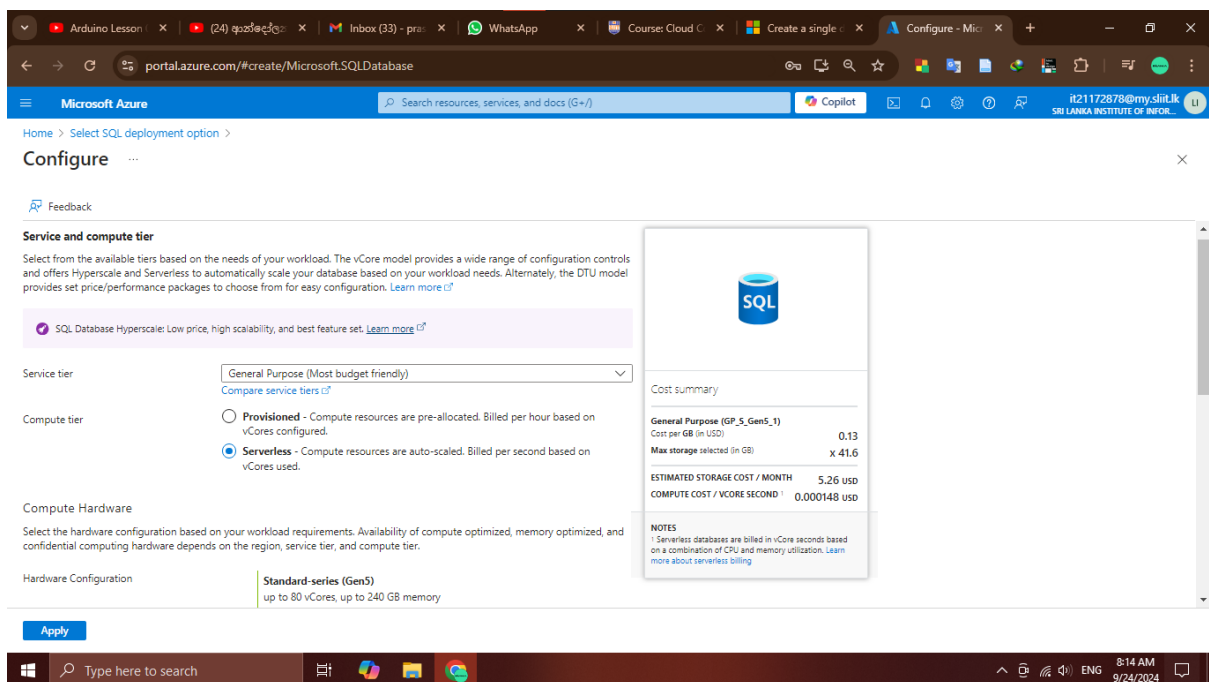 Arduino Lesson
(24)
Inbox (33) - pras
WhatsApp
Course: Cloud C
Create a single d
Configure - Micr
portal.azure.com/#create/Microsoft.SQLDatabase
Microsoft Azure
Search resources, services, and docs (G+/)
Copilot
it21172878@my.sliit.lk
SRI LANKA INSTITUTE OF INFOR...
LI
Home > Select SQL deployment option >
Configure ...
Feedback
Service and compute tier
Select from the available tiers based on the needs of your workload. The vCore model provides a wide range of configuration controls
and offers Hyperscale and Serverless to automatically scale your database based on your workload needs. Alternately, the DTU model
provides set price/performance packages to choose from for easy configuration. Learn more
SQL Database Hyperscale: Low price, high scalability, and best feature set. Learn more
Service tier
General Purpose (Most budget friendly)
Compare service tiers
Compute tier
Provisioned - Compute resources are pre-allocated. Billed per hour based on
vCores configured.
Serverless - Compute resources are auto-scaled. Billed per second based on
vCores used.
Compute Hardware
Select the hardware configuration based on your workload requirements. Availability of compute optimized, memory optimized, and
confidential computing hardware depends on the region, service tier, and compute tier.
Hardware Configuration
Standard-series (Gen5)
up to 80 vCores, up to 240 GB memory
SQL
Cost summary
General Purpose (GP_S_Gen5_1)
Cost per GB (in USD) 0.13
Max storage selected (in GB) x 41.6
ESTIMATED STORAGE COST / MONTH 5.26 USD
COMPUTE COST / VCORE SECOND 1 0.000148 USD
NOTES
1 Serverless databases are billed in vCore seconds based
on a combination of CPU and memory utilization. Learn
more about serverless billing
Apply
Type here to search
ENG
8:14 AM
9/24/2024